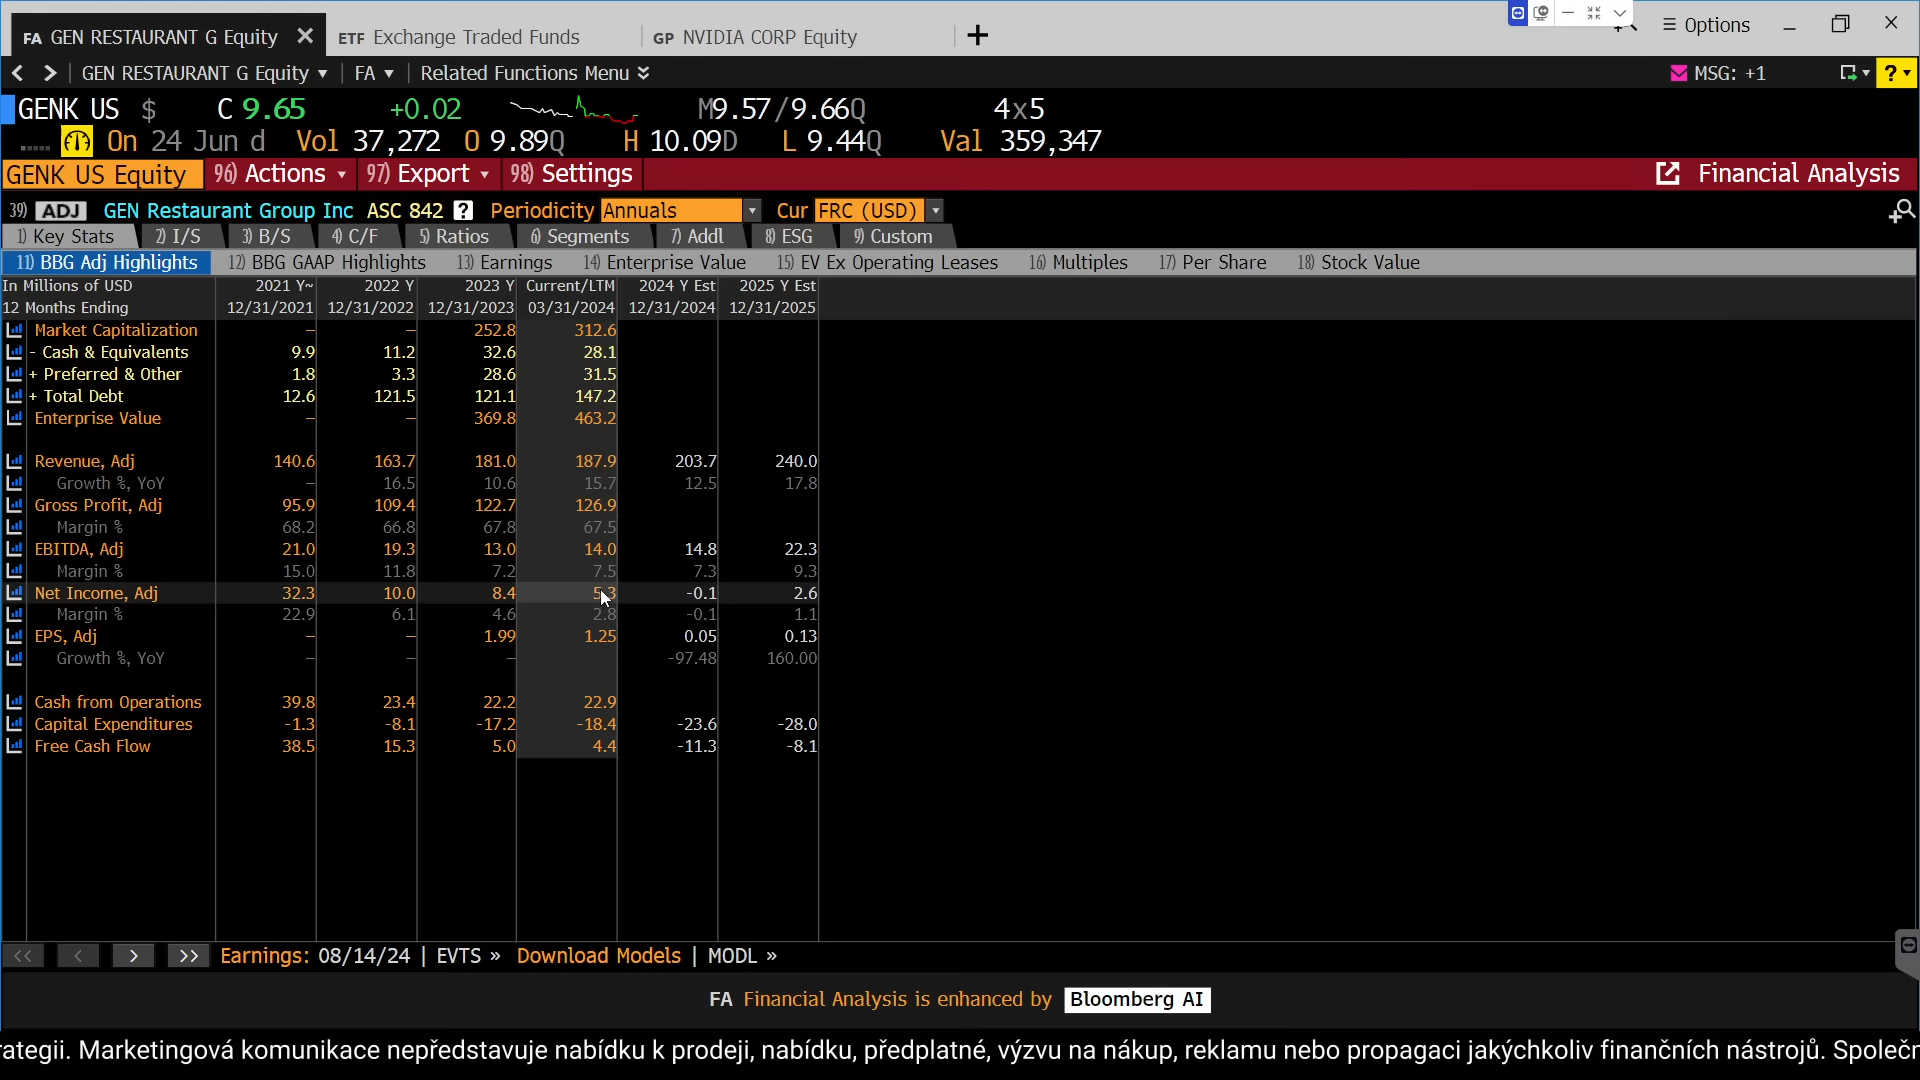 FA GEN RESTAURANT G Equity ETF Exchange Traded Funds GP NVIDIA CORP Equity Options
GEN RESTAURANT G Equity FA Related Functions Menu MSG: +1 ?
GENK US $ C 9.65 +0.02 M9.57/9.66Q 4x5
On 24 Jun d Vol 37,272 O 9.89Q H 10.09D L 9.44Q Val 359,347
GENK US Equity 96) Actions 97) Export 98) Settings Financial Analysis
39) ADJ GEN Restaurant Group Inc ASC 842 ? Periodicity Annuals Cur FRC (USD)
1) Key Stats 2) I/S 3) B/S 4) C/F 5) Ratios 6) Segments 7) Addl 8) ESG 9) Custom
11) BBG Adj Highlights 12) BBG GAAP Highlights 13) Earnings 14) Enterprise Value 15) EV Ex Operating Leases 16) Multiples 17) Per Share 18) Stock Value
In Millions of USD 2021 Y~ 2022 Y 2023 Y Current/LTM 2024 Y Est 2025 Y Est
12 Months Ending 12/31/2021 12/31/2022 12/31/2023 03/31/2024 12/31/2024 12/31/2025
Market Capitalization – – 252.8 312.6
- Cash & Equivalents 9.9 11.2 32.6 28.1
+ Preferred & Other 1.8 3.3 28.6 31.5
+ Total Debt 12.6 121.5 121.1 147.2
Enterprise Value – – 369.8 463.2
Revenue, Adj 140.6 163.7 181.0 187.9 203.7 240.0
Growth %, YoY – 16.5 10.6 15.7 12.5 17.8
Gross Profit, Adj 95.9 109.4 122.7 126.9
Margin % 68.2 66.8 67.8 67.5
EBITDA, Adj 21.0 19.3 13.0 14.0 14.8 22.3
Margin % 15.0 11.8 7.2 7.5 7.3 9.3
Net Income, Adj 32.3 10.0 8.4 5.3 -0.1 2.6
Margin % 22.9 6.1 4.6 2.8 -0.1 1.1
EPS, Adj – – 1.99 1.25 0.05 0.13
Growth %, YoY – – – -97.48 160.00
Cash from Operations 39.8 23.4 22.2 22.9
Capital Expenditures -1.3 -8.1 -17.2 -18.4 -23.6 -28.0
Free Cash Flow 38.5 15.3 5.0 4.4 -11.3 -8.1
Earnings: 08/14/24 | EVTS » Download Models | MODL »
FA Financial Analysis is enhanced by Bloomberg AI
rategii. Marketingová komunikace nepředstavuje nabídku k prodeji, nabídku, předplatné, výzvu na nákup, reklamu nebo propagaci jakýchkoliv finančních nástrojů. Společn